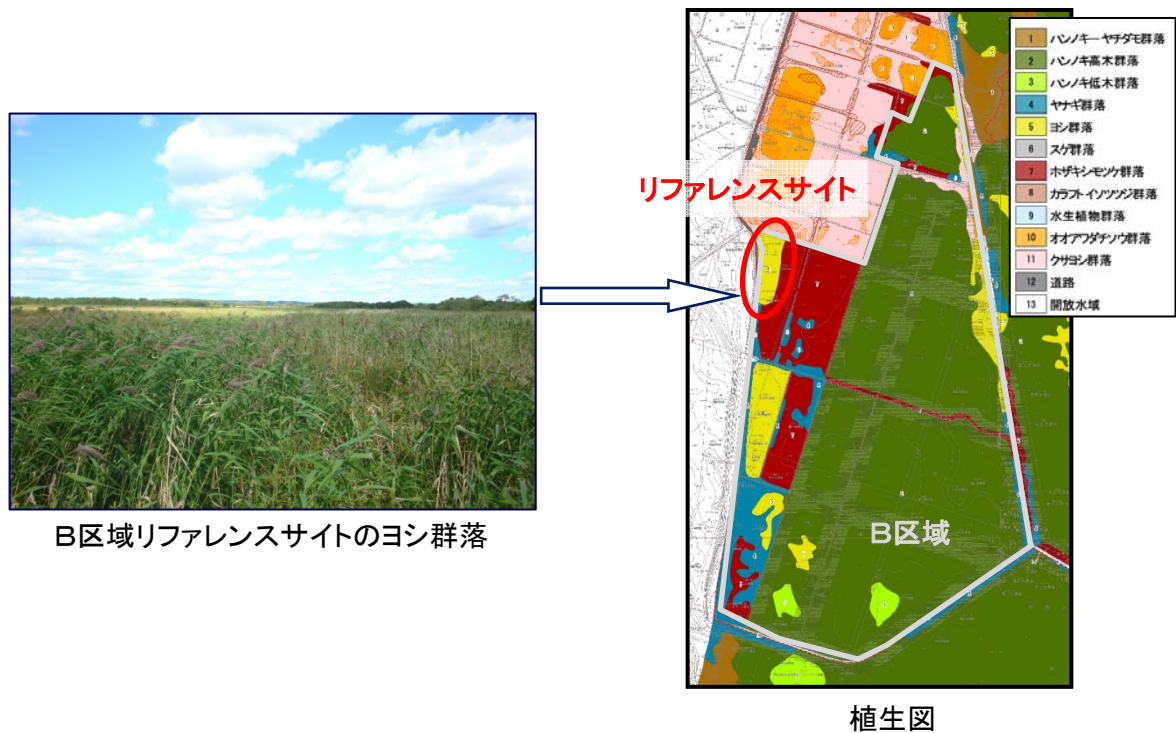 リファレンスサイト
B区域リファレンスサイトのヨシ群落
1 ハンノキーヤチダモ群落
2 ハンノキ高木群落
3 ハンノキ低木群落
4 ヤナギ群落
5 ヨシ群落
6 スゲ群落
7 ホザキシモツケ群落
8 カラフトイソツツジ群落
9 水生植物群落
10 オオアワダチソウ群落
11 クサヨシ群落
12 道路
13 開放水域
B区域
植生図